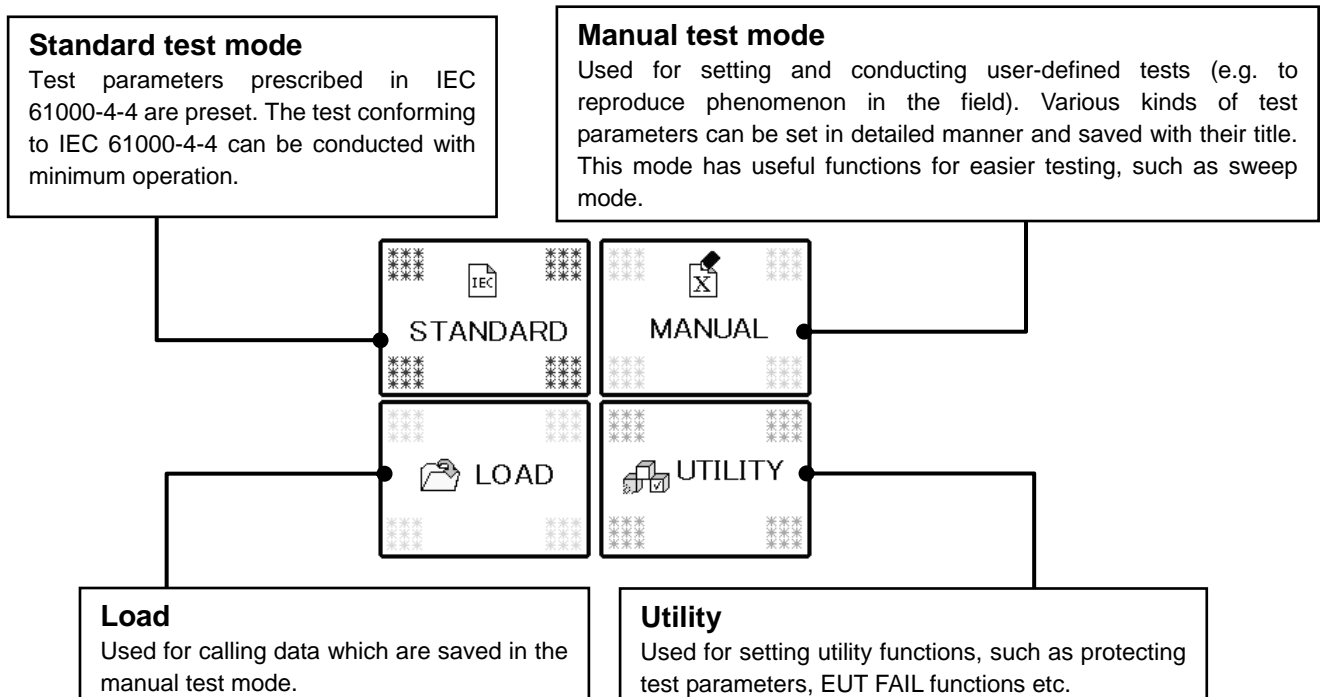 Standard test mode
Test parameters prescribed in IEC
61000-4-4 are preset. The test conforming
to IEC 61000-4-4 can be conducted with
minimum operation.
Manual test mode
Used for setting and conducting user-defined tests (e.g. to
reproduce phenomenon in the field). Various kinds of test
parameters can be set in detailed manner and saved with their title.
This mode has useful functions for easier testing, such as sweep
mode.
IEC
STANDARD
X
MANUAL
LOAD
UTILITY
Load
Used for calling data which are saved in the
manual test mode.
Utility
Used for setting utility functions, such as protecting
test parameters, EUT FAIL functions etc.